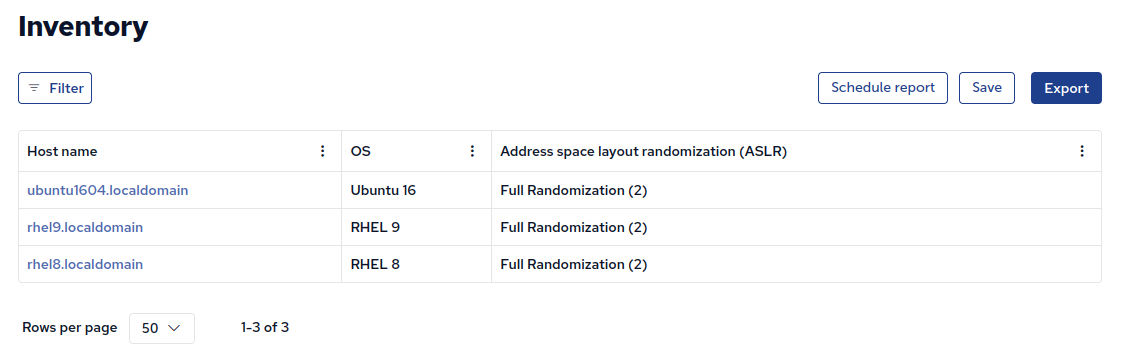 Inventory
Filter
Schedule report
Save
Export
Host name
OS
Address space layout randomization (ASLR)
ubuntu1604.localdomain
Ubuntu 16
Full Randomization (2)
rhel9.localdomain
RHEL 9
Full Randomization (2)
rhel8.localdomain
RHEL 8
Full Randomization (2)
Rows per page
50
1-3 of 3